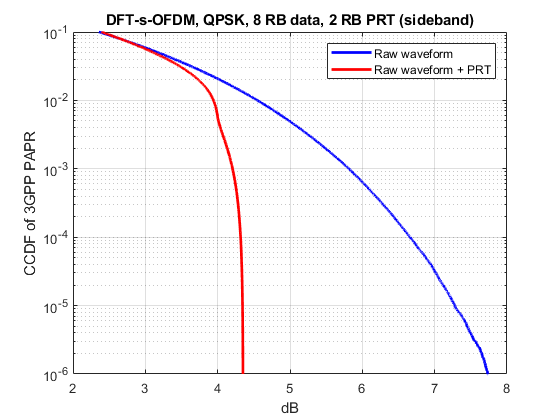 DFT-s-OFDM, QPSK, 8 RB data, 2 RB PRT (sideband)
Raw waveform
Raw waveform + PRT
CCDF of 3GPP PAPR
10^-1
10^-2
10^-3
10^-4
10^-5
10^-6
2 3 4 5 6 7 8
dB